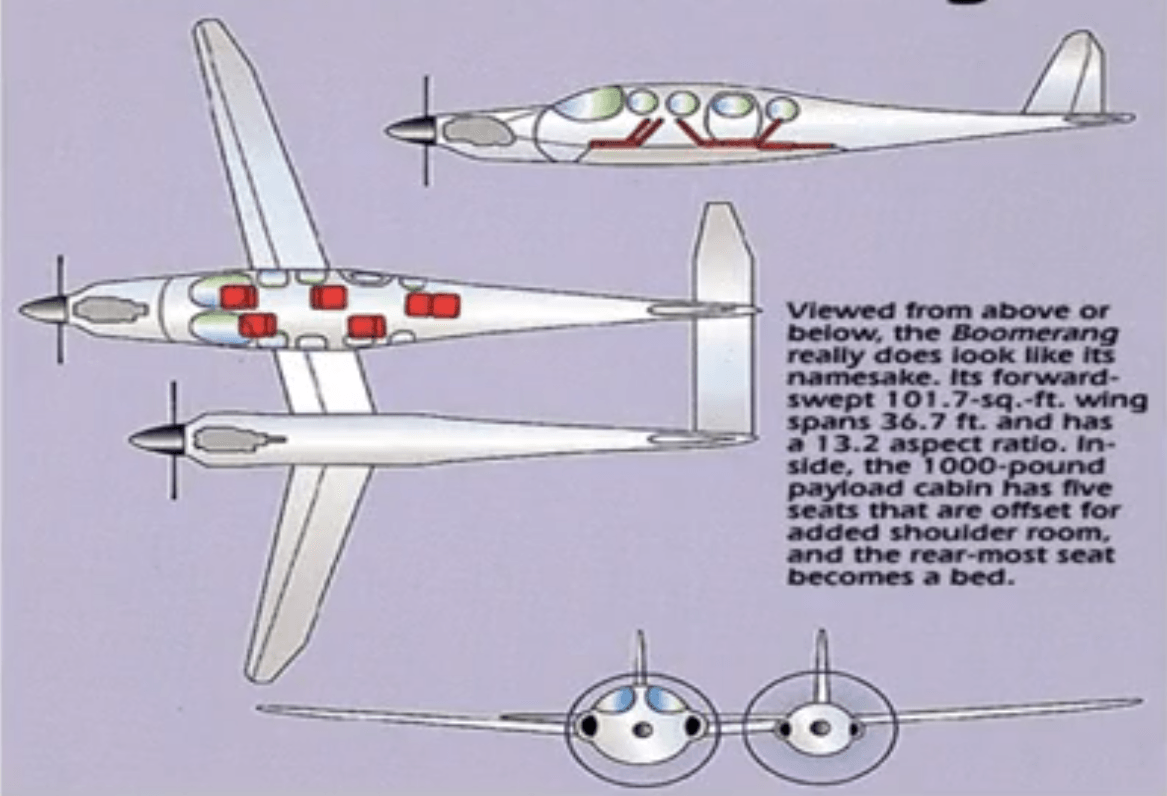 Viewed from above or
below, the Boomerang
really does look like its
namesake. Its forward-
swept 101.7-sq.-ft. wing
spans 36.7 ft. and has
a 13.2 aspect ratio. In-
side, the 1000-pound
payload cabin has five
seats that are offset for
added shoulder room,
and the rear-most seat
becomes a bed.